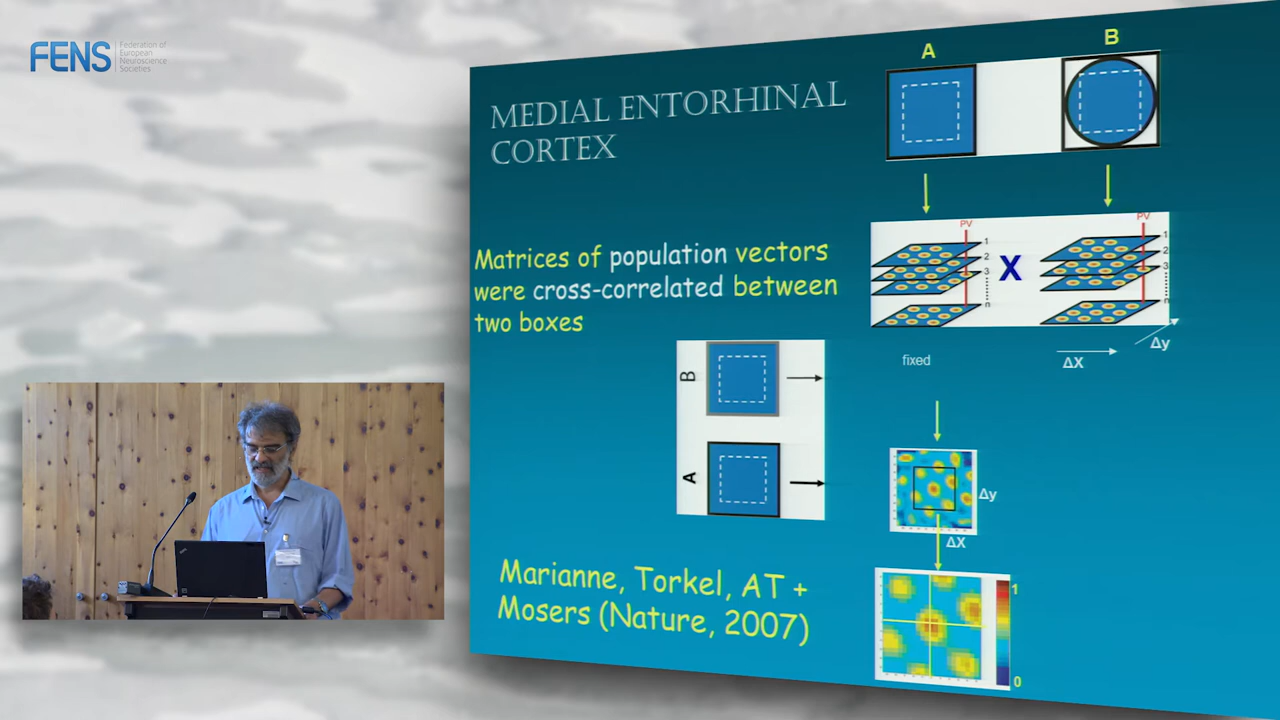 FENS
Federation of
European
Neuroscience
Societies
MEDIAL ENTORHINAL
CORTEX
A
B
Matrices of population vectors
were cross-correlated between
two boxes
PV
1
2
3
n
X
PV
1
2
3
n
fixed
ΔX
Δy
B
A
Δy
ΔX
Marianne, Torkel, AT +
Mosers (Nature, 2007)
1
0